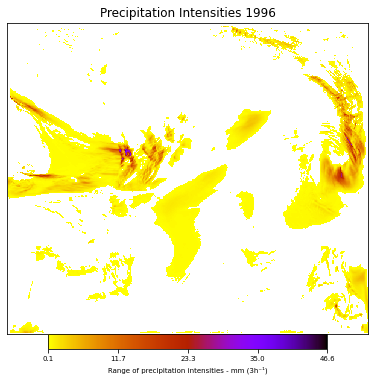 Precipitation Intensities 1996
0.1 11.7 23.3 35.0 46.6
Range of precipitation intensities - mm (3h⁻¹)